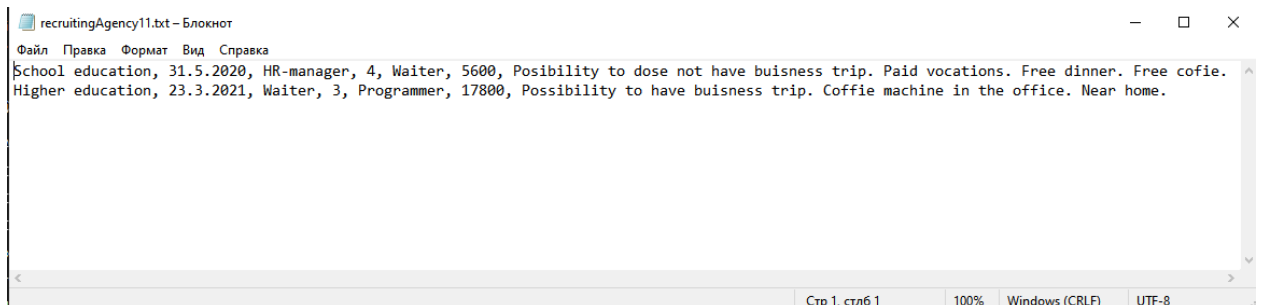 recruitingAgency11.txt – Блокнот
Файл Правка Формат Вид Справка
School education, 31.5.2020, HR-manager, 4, Waiter, 5600, Posibility to dose not have buisness trip. Paid vocations. Free dinner. Free cofie.
Higher education, 23.3.2021, Waiter, 3, Programmer, 17800, Possibility to have buisness trip. Coffie machine in the office. Near home.
Стр 1, стлб 1 100% Windows (CRLF) UTF-8